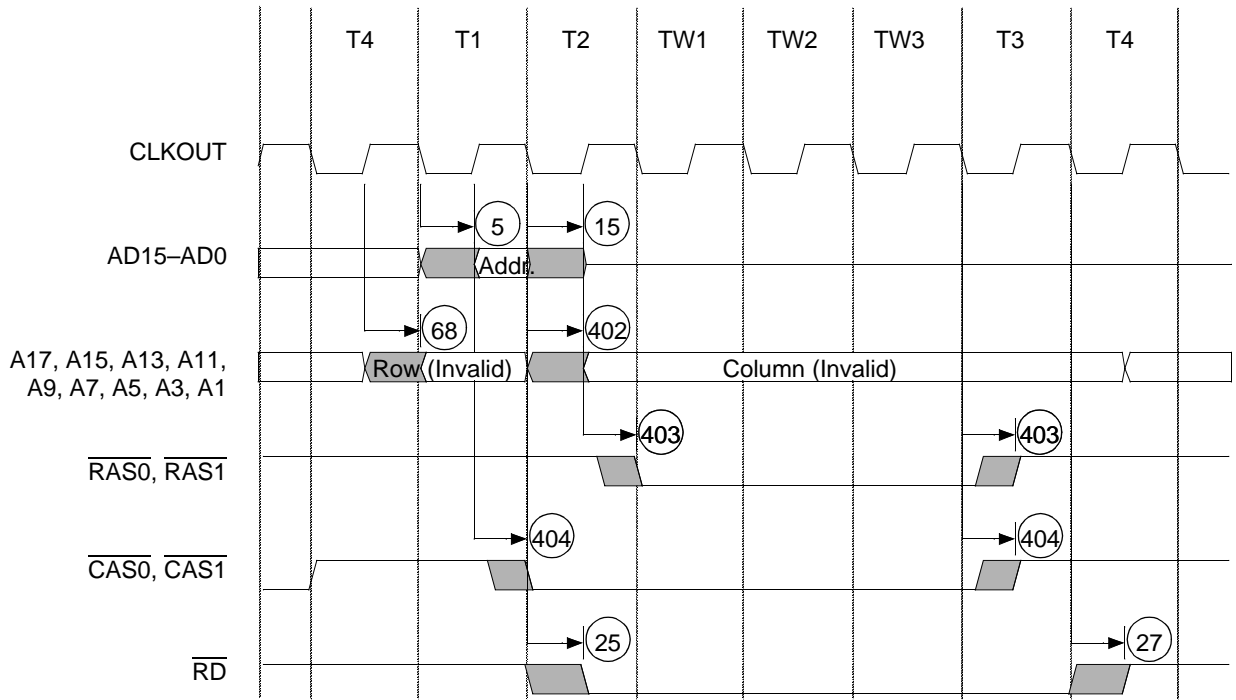 T4 T1 T2 TW1 TW2 TW3 T3 T4
CLKOUT
5 15
AD15–AD0
Addr.
68 402
A17, A15, A13, A11,
A9, A7, A5, A3, A1
Row (Invalid) Column (Invalid)
403 403
RAS0, RAS1
404 404
CAS0, CAS1
25 27
RD